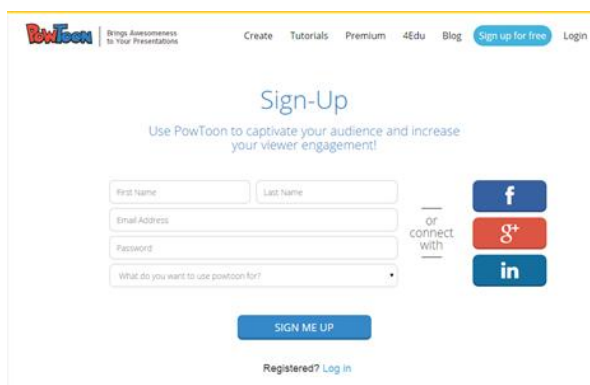 PowToon
Brings Awesomeness
to Your Presentations
Create Tutorials Premium 4Edu Blog Sign up for free Login
Sign-Up
Use PowToon to captivate your audience and increase
your viewer engagement!
First Name Last Name
Email Address
Password
What do you want to use powtoon for?
or
connect
with
f
g+
in
SIGN ME UP
Registered? Log in